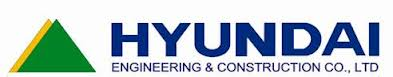 HYUNDAI
ENGINEERING & CONSTRUCTION CO., LTD